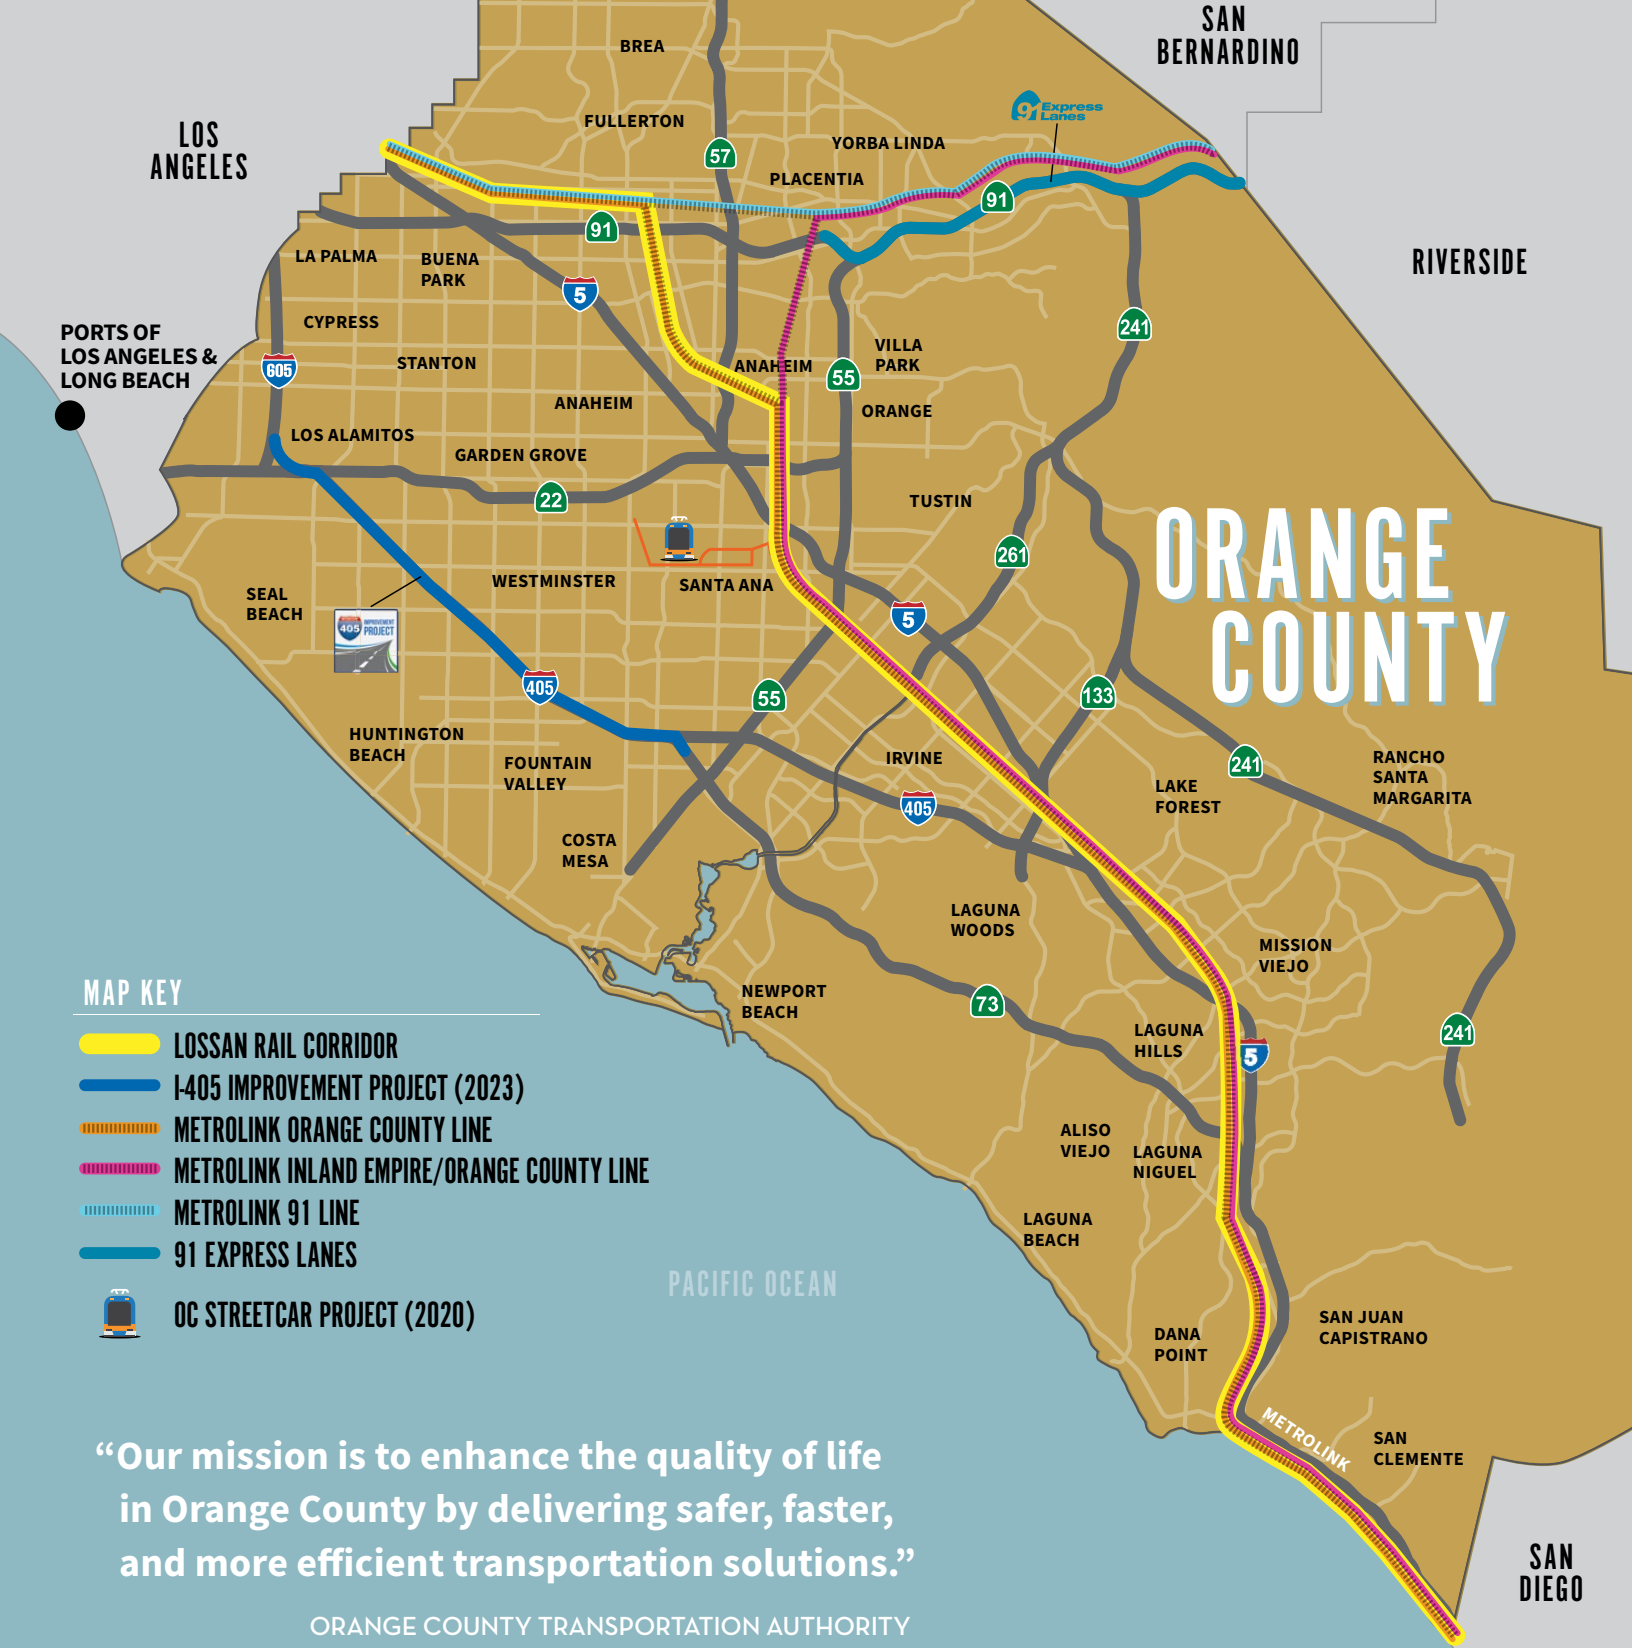 SAN
BERNARDINO
BREA
91 Express
Lanes
FULLERTON
LOS
ANGELES
YORBA LINDA
57
PLACENTIA
91
91
LA PALMA
BUENA
PARK
RIVERSIDE
5
CYPRESS
241
PORTS OF
LOS ANGELES &
LONG BEACH
STANTON
VILLA
PARK
605
ANAHEIM
55
ANAHEIM
ORANGE
LOS ALAMITOS
GARDEN GROVE
22
TUSTIN
ORANGE
COUNTY
261
WESTMINSTER
SANTA ANA
SEAL
BEACH
405 IMPROVEMENT
PROJECT
5
405
55
133
HUNTINGTON
BEACH
FOUNTAIN
VALLEY
IRVINE
241
RANCHO
SANTA
MARGARITA
LAKE
FOREST
405
COSTA
MESA
LAGUNA
WOODS
MISSION
VIEJO
NEWPORT
BEACH
73
LAGUNA
HILLS
5
241
ALISO
VIEJO
LAGUNA
NIGUEL
LAGUNA
BEACH
MAP KEY
LOSSAN RAIL CORRIDOR
I-405 IMPROVEMENT PROJECT (2023)
METROLINK ORANGE COUNTY LINE
METROLINK INLAND EMPIRE/ORANGE COUNTY LINE
METROLINK 91 LINE
91 EXPRESS LANES
OC STREETCAR PROJECT (2020)
PACIFIC OCEAN
SAN JUAN
CAPISTRANO
DANA
POINT
METROLINK
SAN
CLEMENTE
SAN
DIEGO
“Our mission is to enhance the quality of life
in Orange County by delivering safer, faster,
and more efficient transportation solutions.”
ORANGE COUNTY TRANSPORTATION AUTHORITY